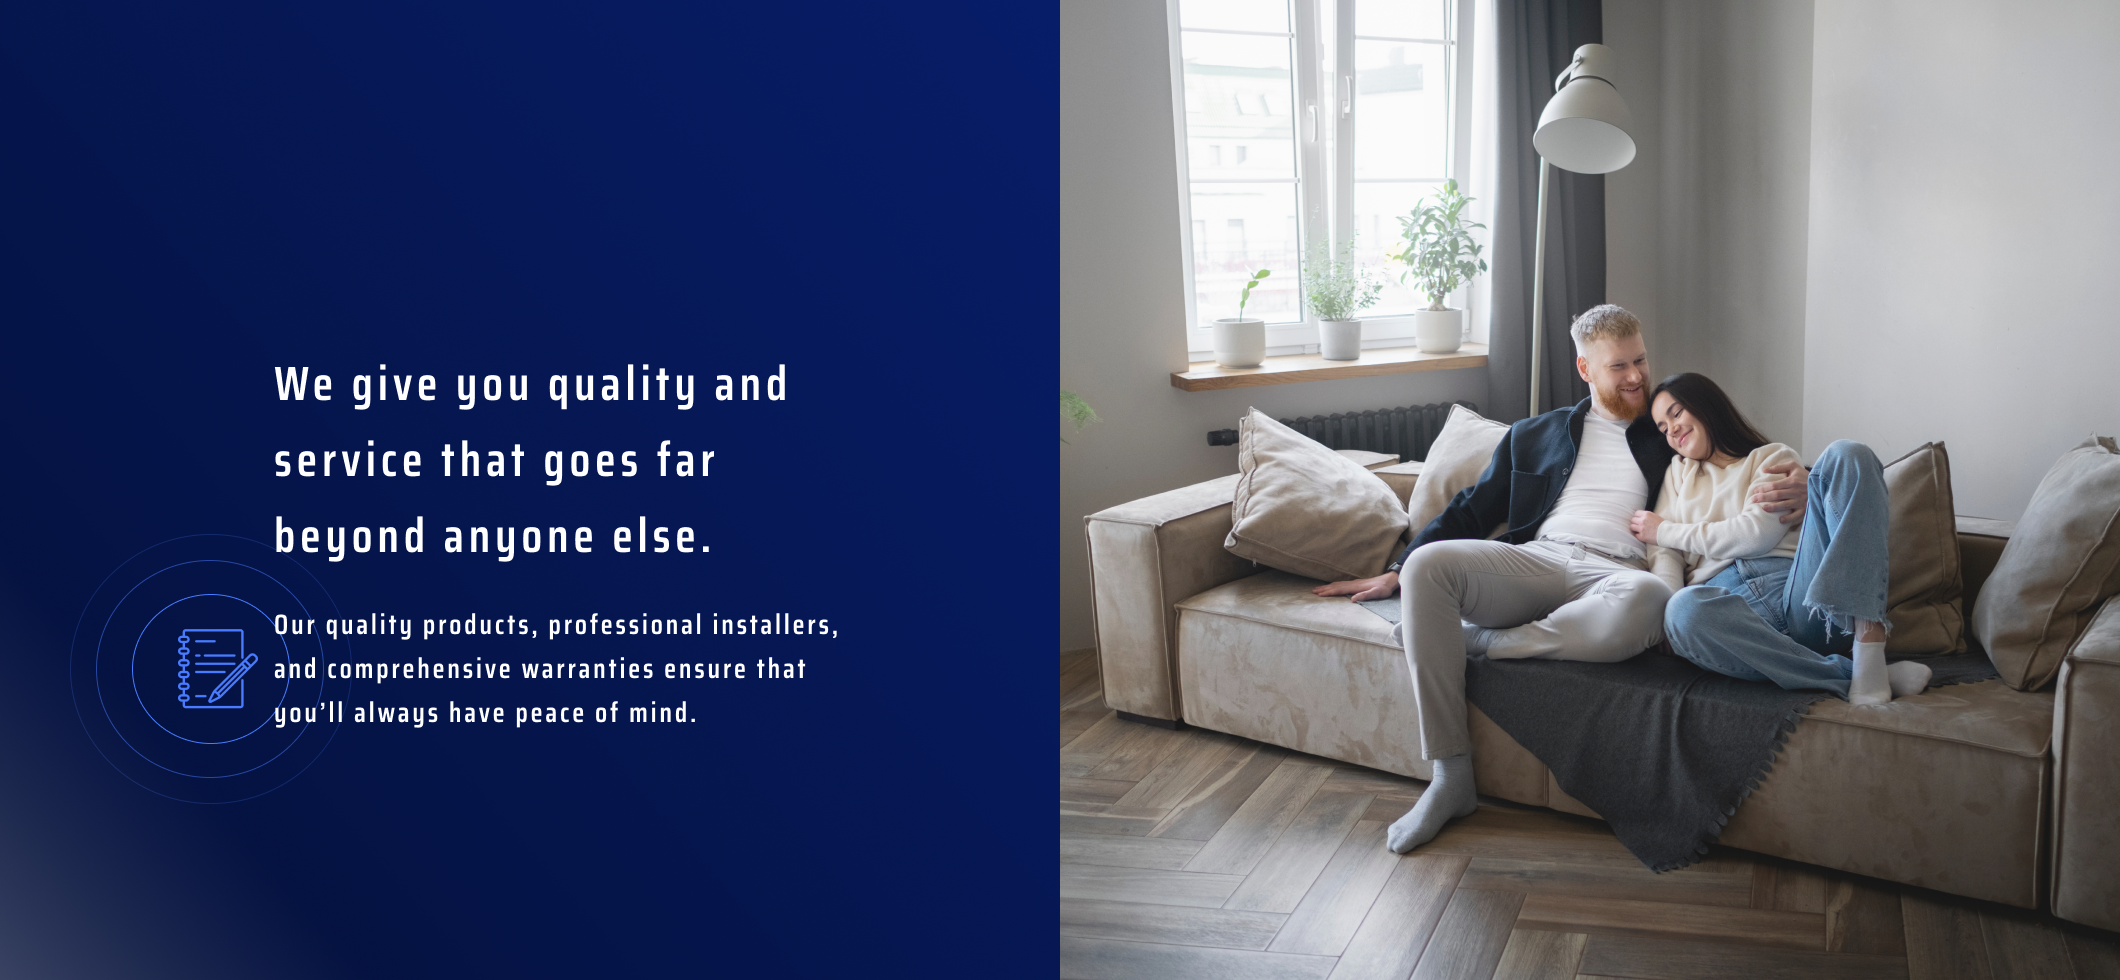 We give you quality and
service that goes far
beyond anyone else.
Our quality products, professional installers,
and comprehensive warranties ensure that
you’ll always have peace of mind.